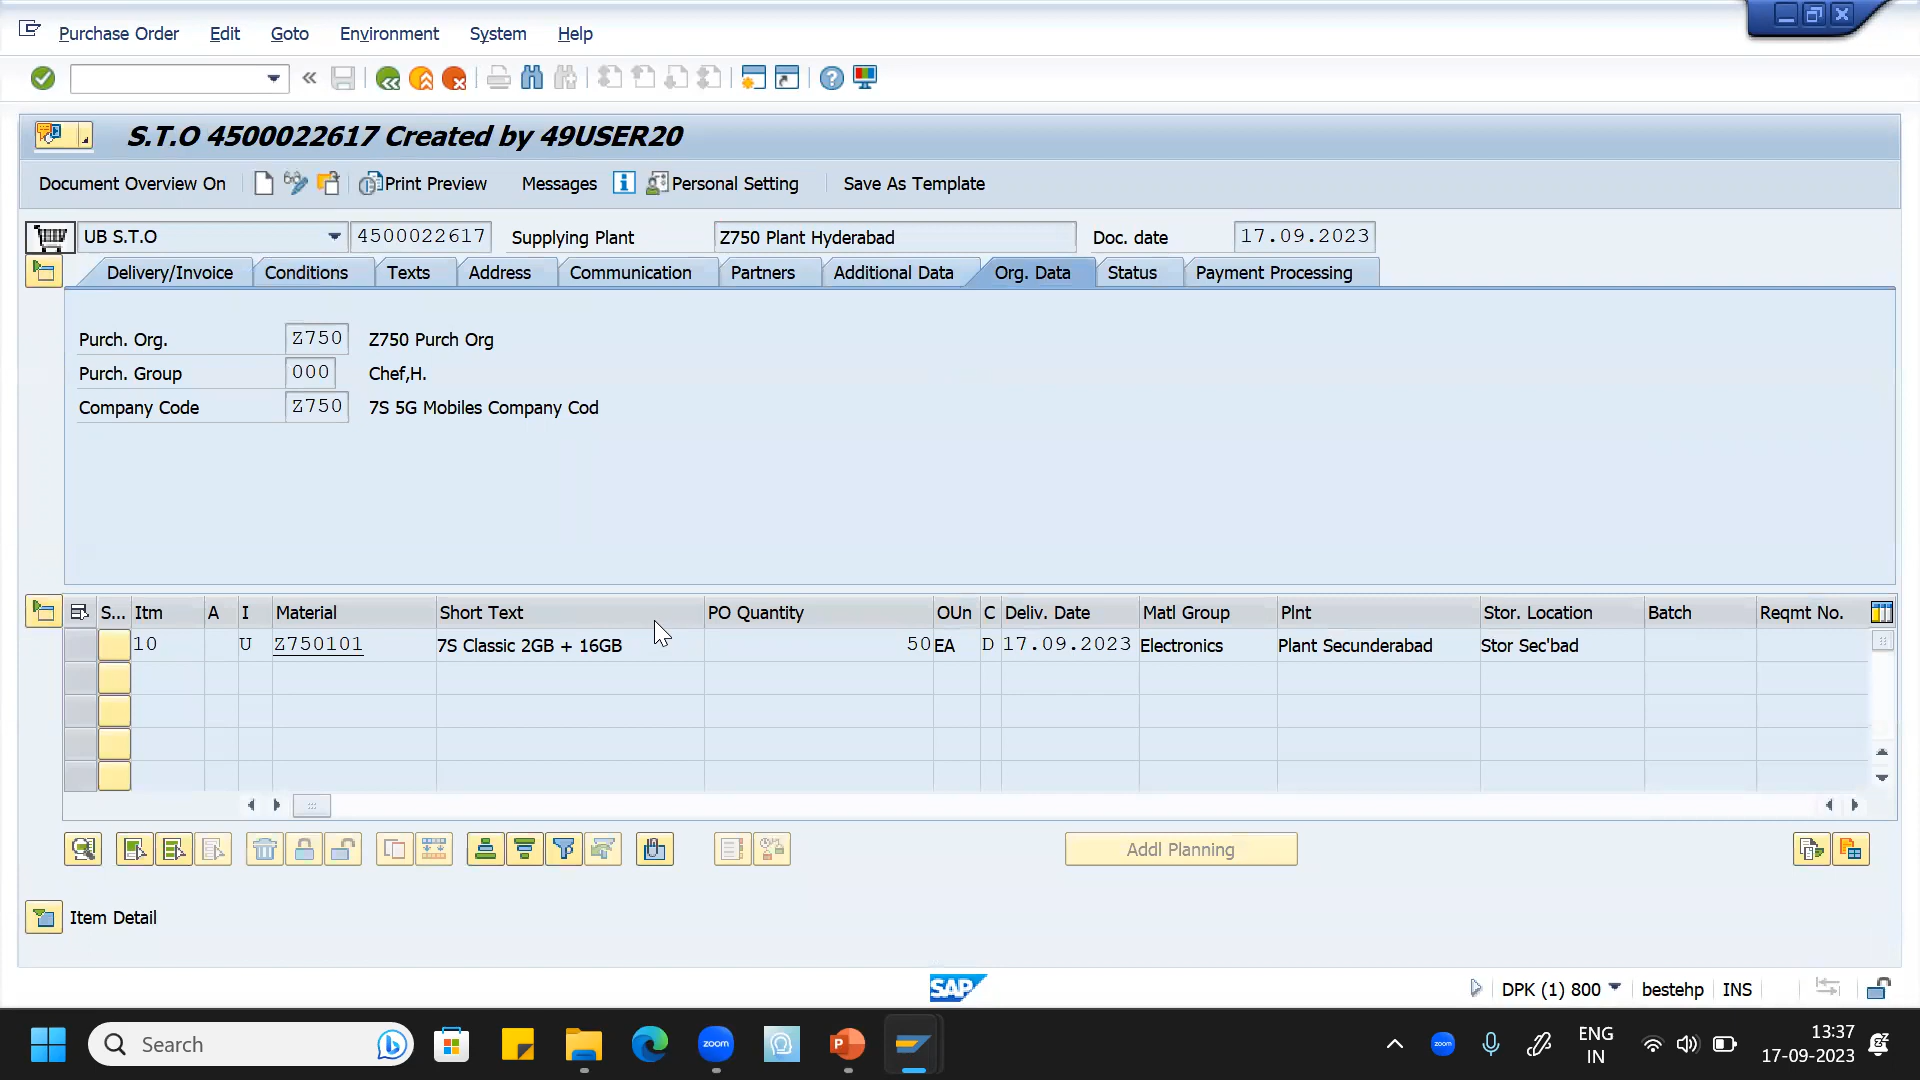 Purchase Order Edit Goto Environment System Help
S.T.O 4500022617 Created by 49USER20
Document Overview On Print Preview Messages Personal Setting Save As Template
UB S.T.O 4500022617 Supplying Plant Z750 Plant Hyderabad Doc. date 17.09.2023
Delivery/Invoice Conditions Texts Address Communication Partners Additional Data Org. Data Status Payment Processing
Purch. Org. Z750 Z750 Purch Org
Purch. Group 000 Chef,H.
Company Code Z750 7S 5G Mobiles Company Cod
S... Itm A I Material Short Text PO Quantity OUn C Deliv. Date Matl Group Plnt Stor. Location Batch Reqmt No.
10 U Z750101 7S Classic 2GB + 16GB 50 EA D 17.09.2023 Electronics Plant Secunderabad Stor Sec'bad
Addl Planning
Item Detail
SAP DPK (1) 800 bestehp INS
Search zoom P zoom ENG 13:37
IN 17-09-2023